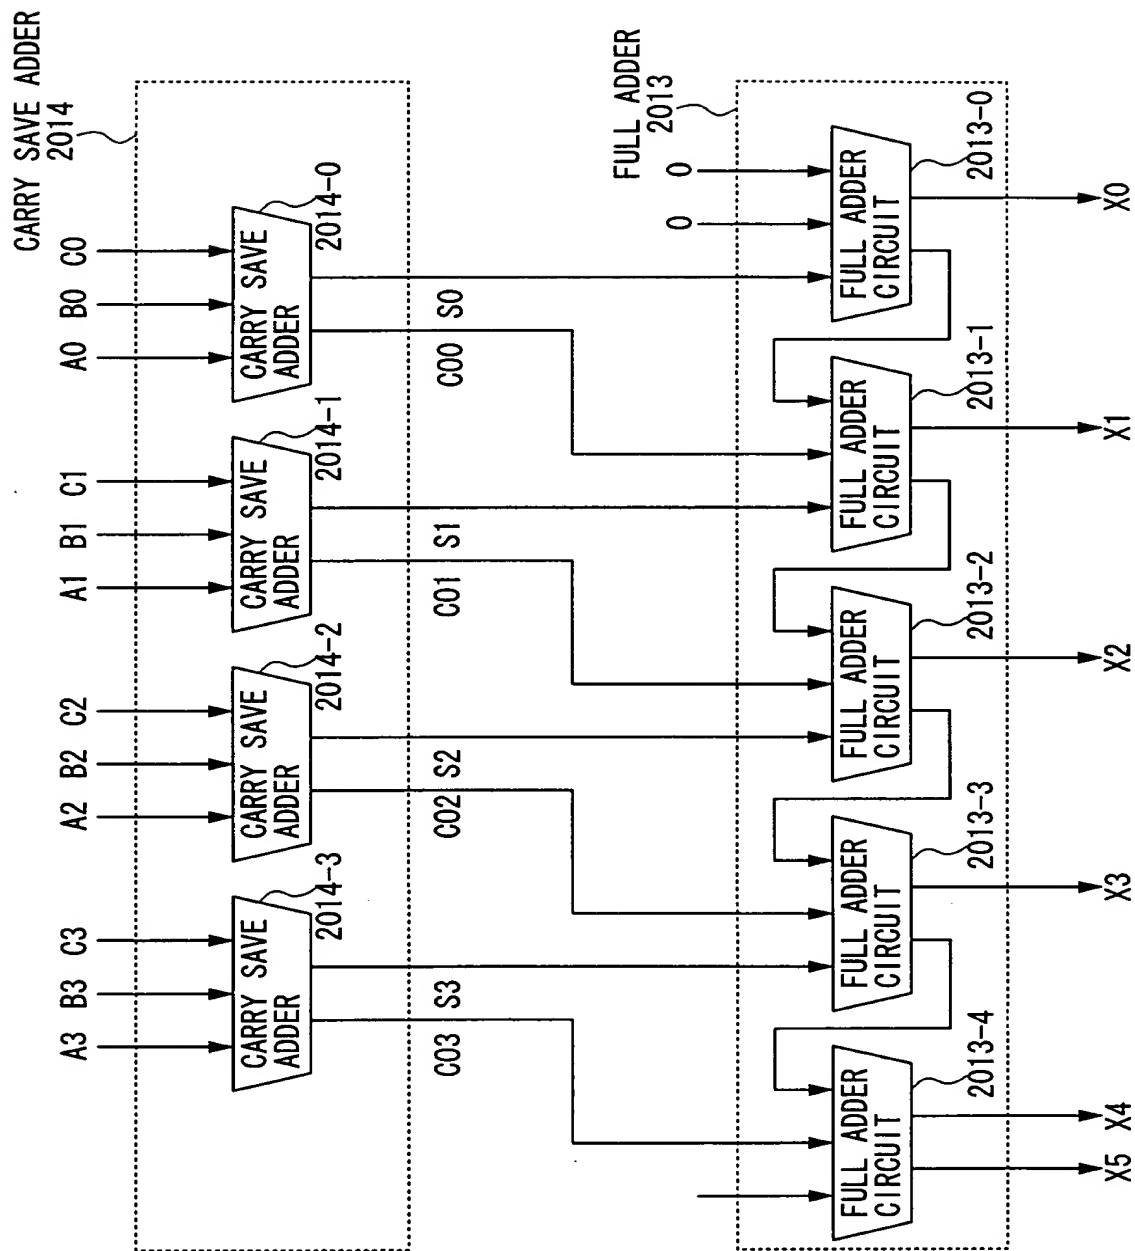 CARRY SAVE ADDER
2014
A3
B3
C3
A2
B2
C2
A1
B1
C1
A0
B0
C0
CARRY SAVE
ADDER
2014-3
CARRY SAVE
ADDER
2014-2
CARRY SAVE
ADDER
2014-1
CARRY SAVE
ADDER
2014-0
CO3
S3
CO2
S2
CO1
S1
CO0
S0
FULL ADDER
2013
0
0
FULL ADDER
CIRCUIT
2013-4
FULL ADDER
CIRCUIT
2013-3
FULL ADDER
CIRCUIT
2013-2
FULL ADDER
CIRCUIT
2013-1
FULL ADDER
CIRCUIT
2013-0
X5
X4
X3
X2
X1
X0